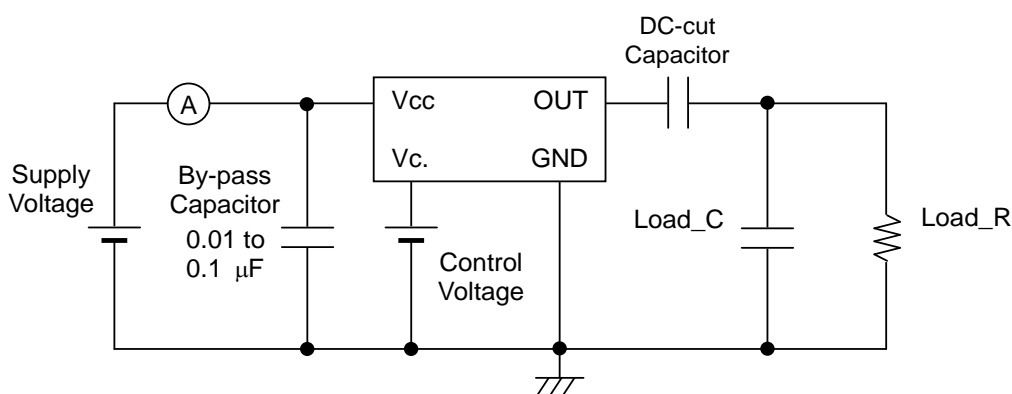 DC-cut
Capacitor
A
Vcc
OUT
Vc.
GND
Supply
Voltage
By-pass
Capacitor
0.01 to
0.1 μF
Control
Voltage
Load_C
Load_R